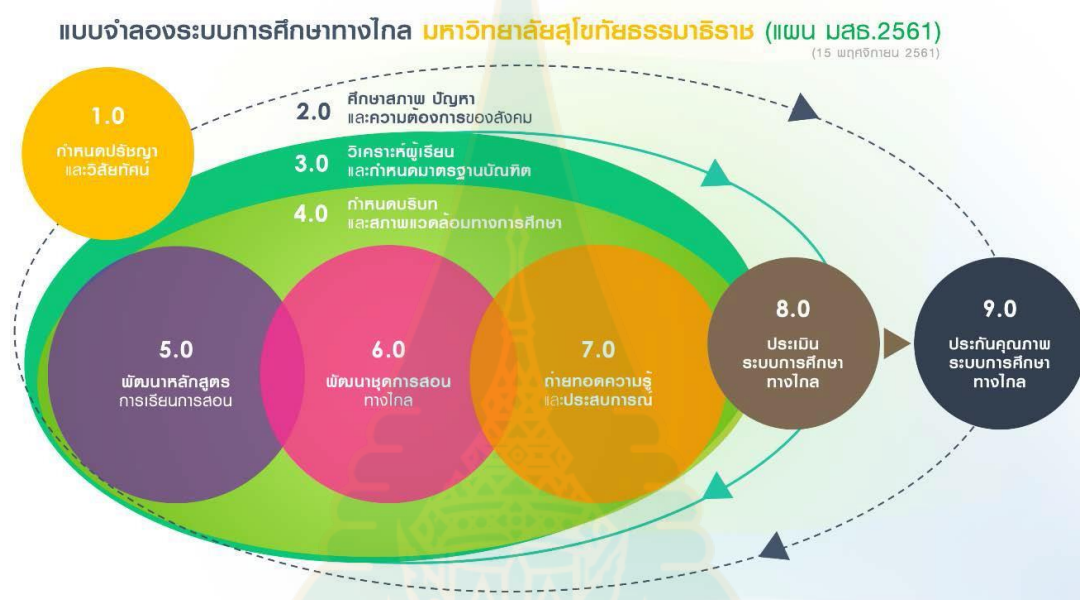 แบบจำลองระบบการศึกษาทางไกล มหาวิทยาลัยสุโขทัยธรรมาธิราช (แผน มสธ.2561)
(15 พฤศจิกายน 2561)
1.0
กำหนดปรัชญา
และวิสัยทัศน์
2.0
ศึกษาสภาพ ปัญหา
และความต้องการของสังคม
3.0
วิเคราะห์ผู้เรียน
และกำหนดมาตรฐานบัณฑิต
4.0
กำหนดบริบท
และสภาพแวดล้อมทางการศึกษา
5.0
พัฒนาหลักสูตร
การเรียนการสอน
6.0
พัฒนาชุดการสอน
ทางไกล
7.0
ถ่ายทอดความรู้
และประสบการณ์
8.0
ประเมิน
ระบบการศึกษา
ทางไกล
9.0
ประกันคุณภาพ
ระบบการศึกษา
ทางไกล